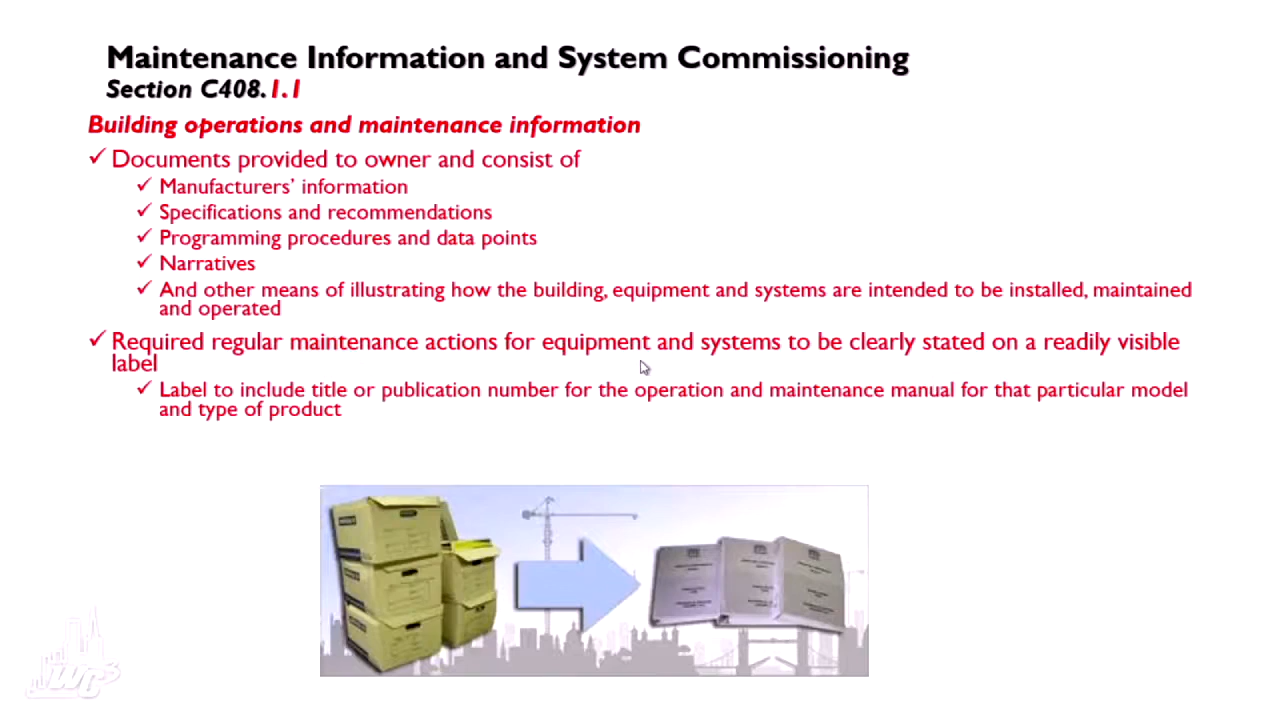 Maintenance Information and System Commissioning
Section C408.1.1
Building operations and maintenance information
✓ Documents provided to owner and consist of
✓ Manufacturers' information
✓ Specifications and recommendations
✓ Programming procedures and data points
✓ Narratives
✓ And other means of illustrating how the building, equipment and systems are intended to be installed, maintained
and operated
✓ Required regular maintenance actions for equipment and systems to be clearly stated on a readily visible
label
✓ Label to include title or publication number for the operation and maintenance manual for that particular model
and type of product